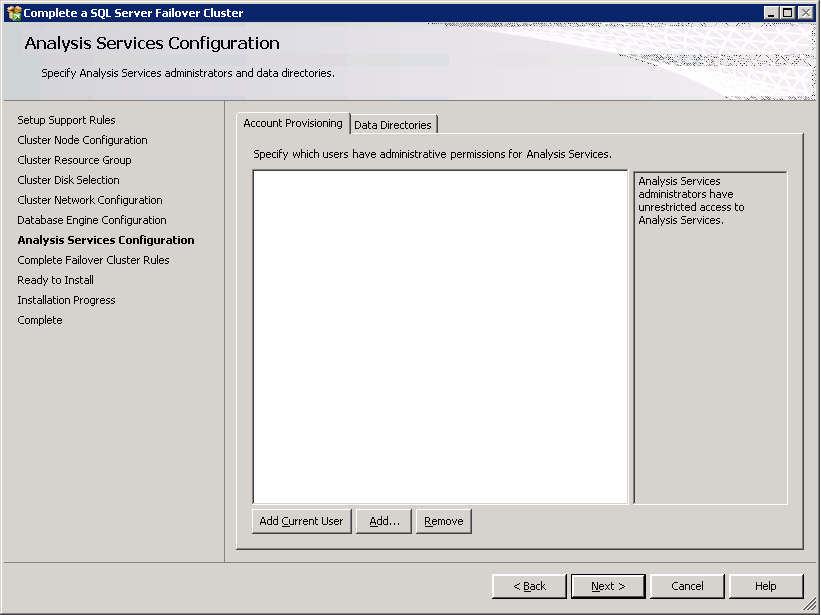 Complete a SQL Server Failover Cluster
Analysis Services Configuration
Specify Analysis Services administrators and data directories.
Setup Support Rules
Cluster Node Configuration
Cluster Resource Group
Cluster Disk Selection
Cluster Network Configuration
Database Engine Configuration
Analysis Services Configuration
Complete Failover Cluster Rules
Ready to Install
Installation Progress
Complete
Account Provisioning
Data Directories
Specify which users have administrative permissions for Analysis Services.
Analysis Services
administrators have
unrestricted access to
Analysis Services.
Add Current User
Add...
Remove
< Back
Next >
Cancel
Help